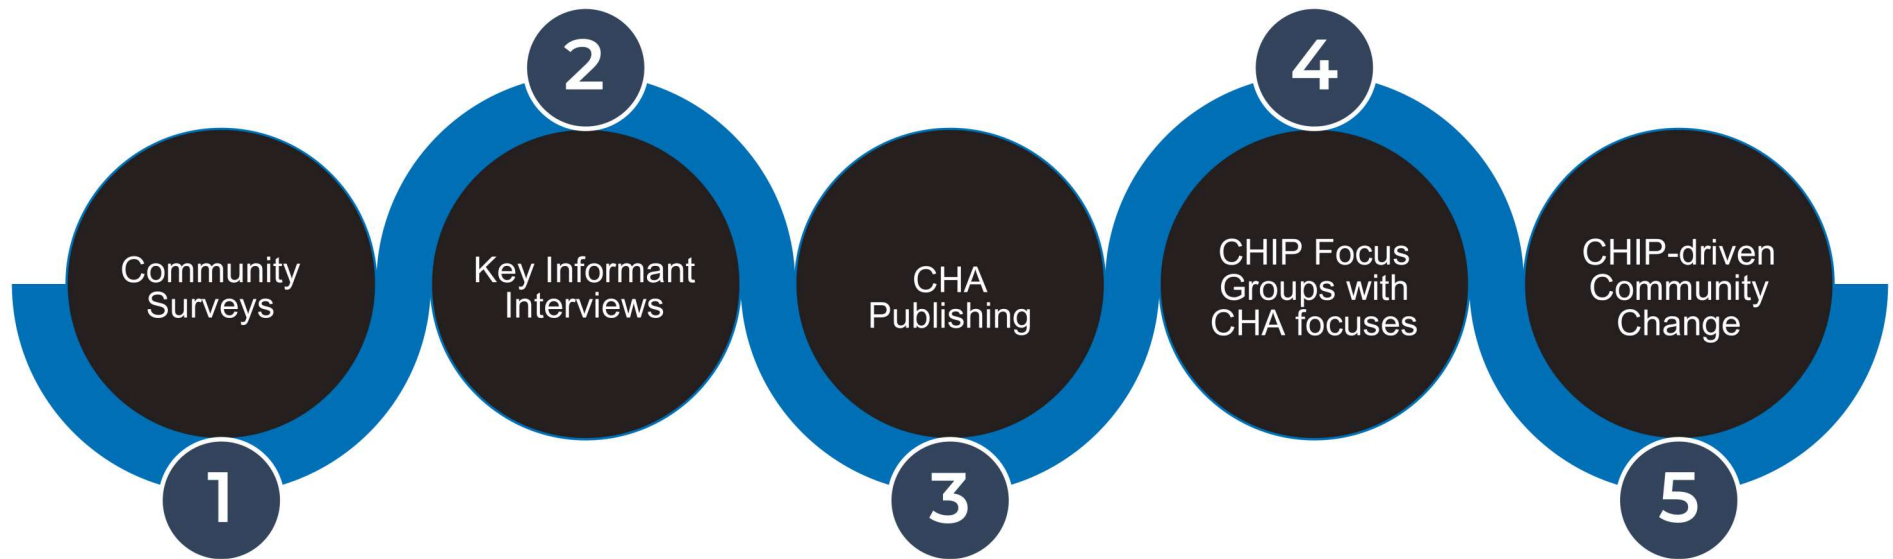 1
Community
Surveys
2
Key Informant
Interviews
3
CHA
Publishing
4
CHIP Focus
Groups with
CHA focuses
5
CHIP-driven
Community
Change